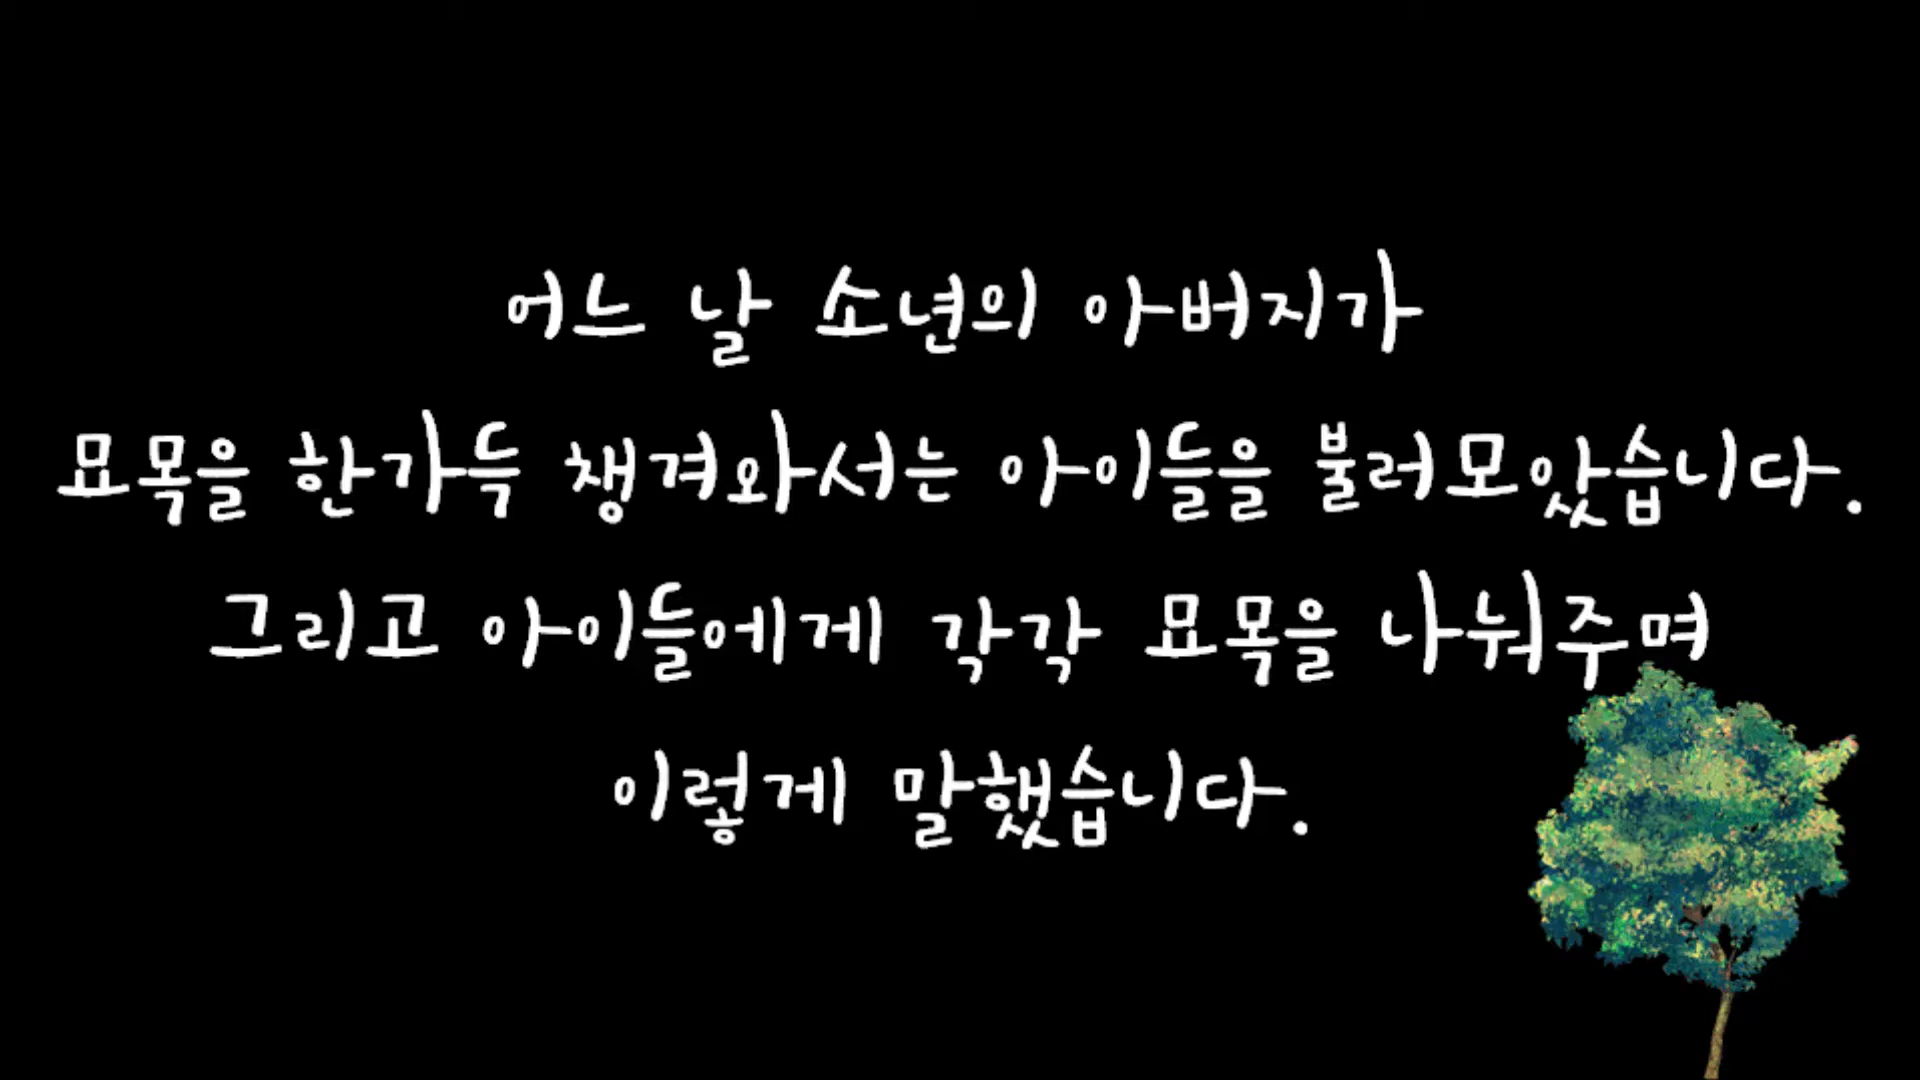 어느 날 소년의 아버지가
묘목을 한가득 챙겨와서는 아이들을 불러모았습니다.
그리고 아이들에게 각각 묘목을 나눠주며
이렇게 말했습니다.